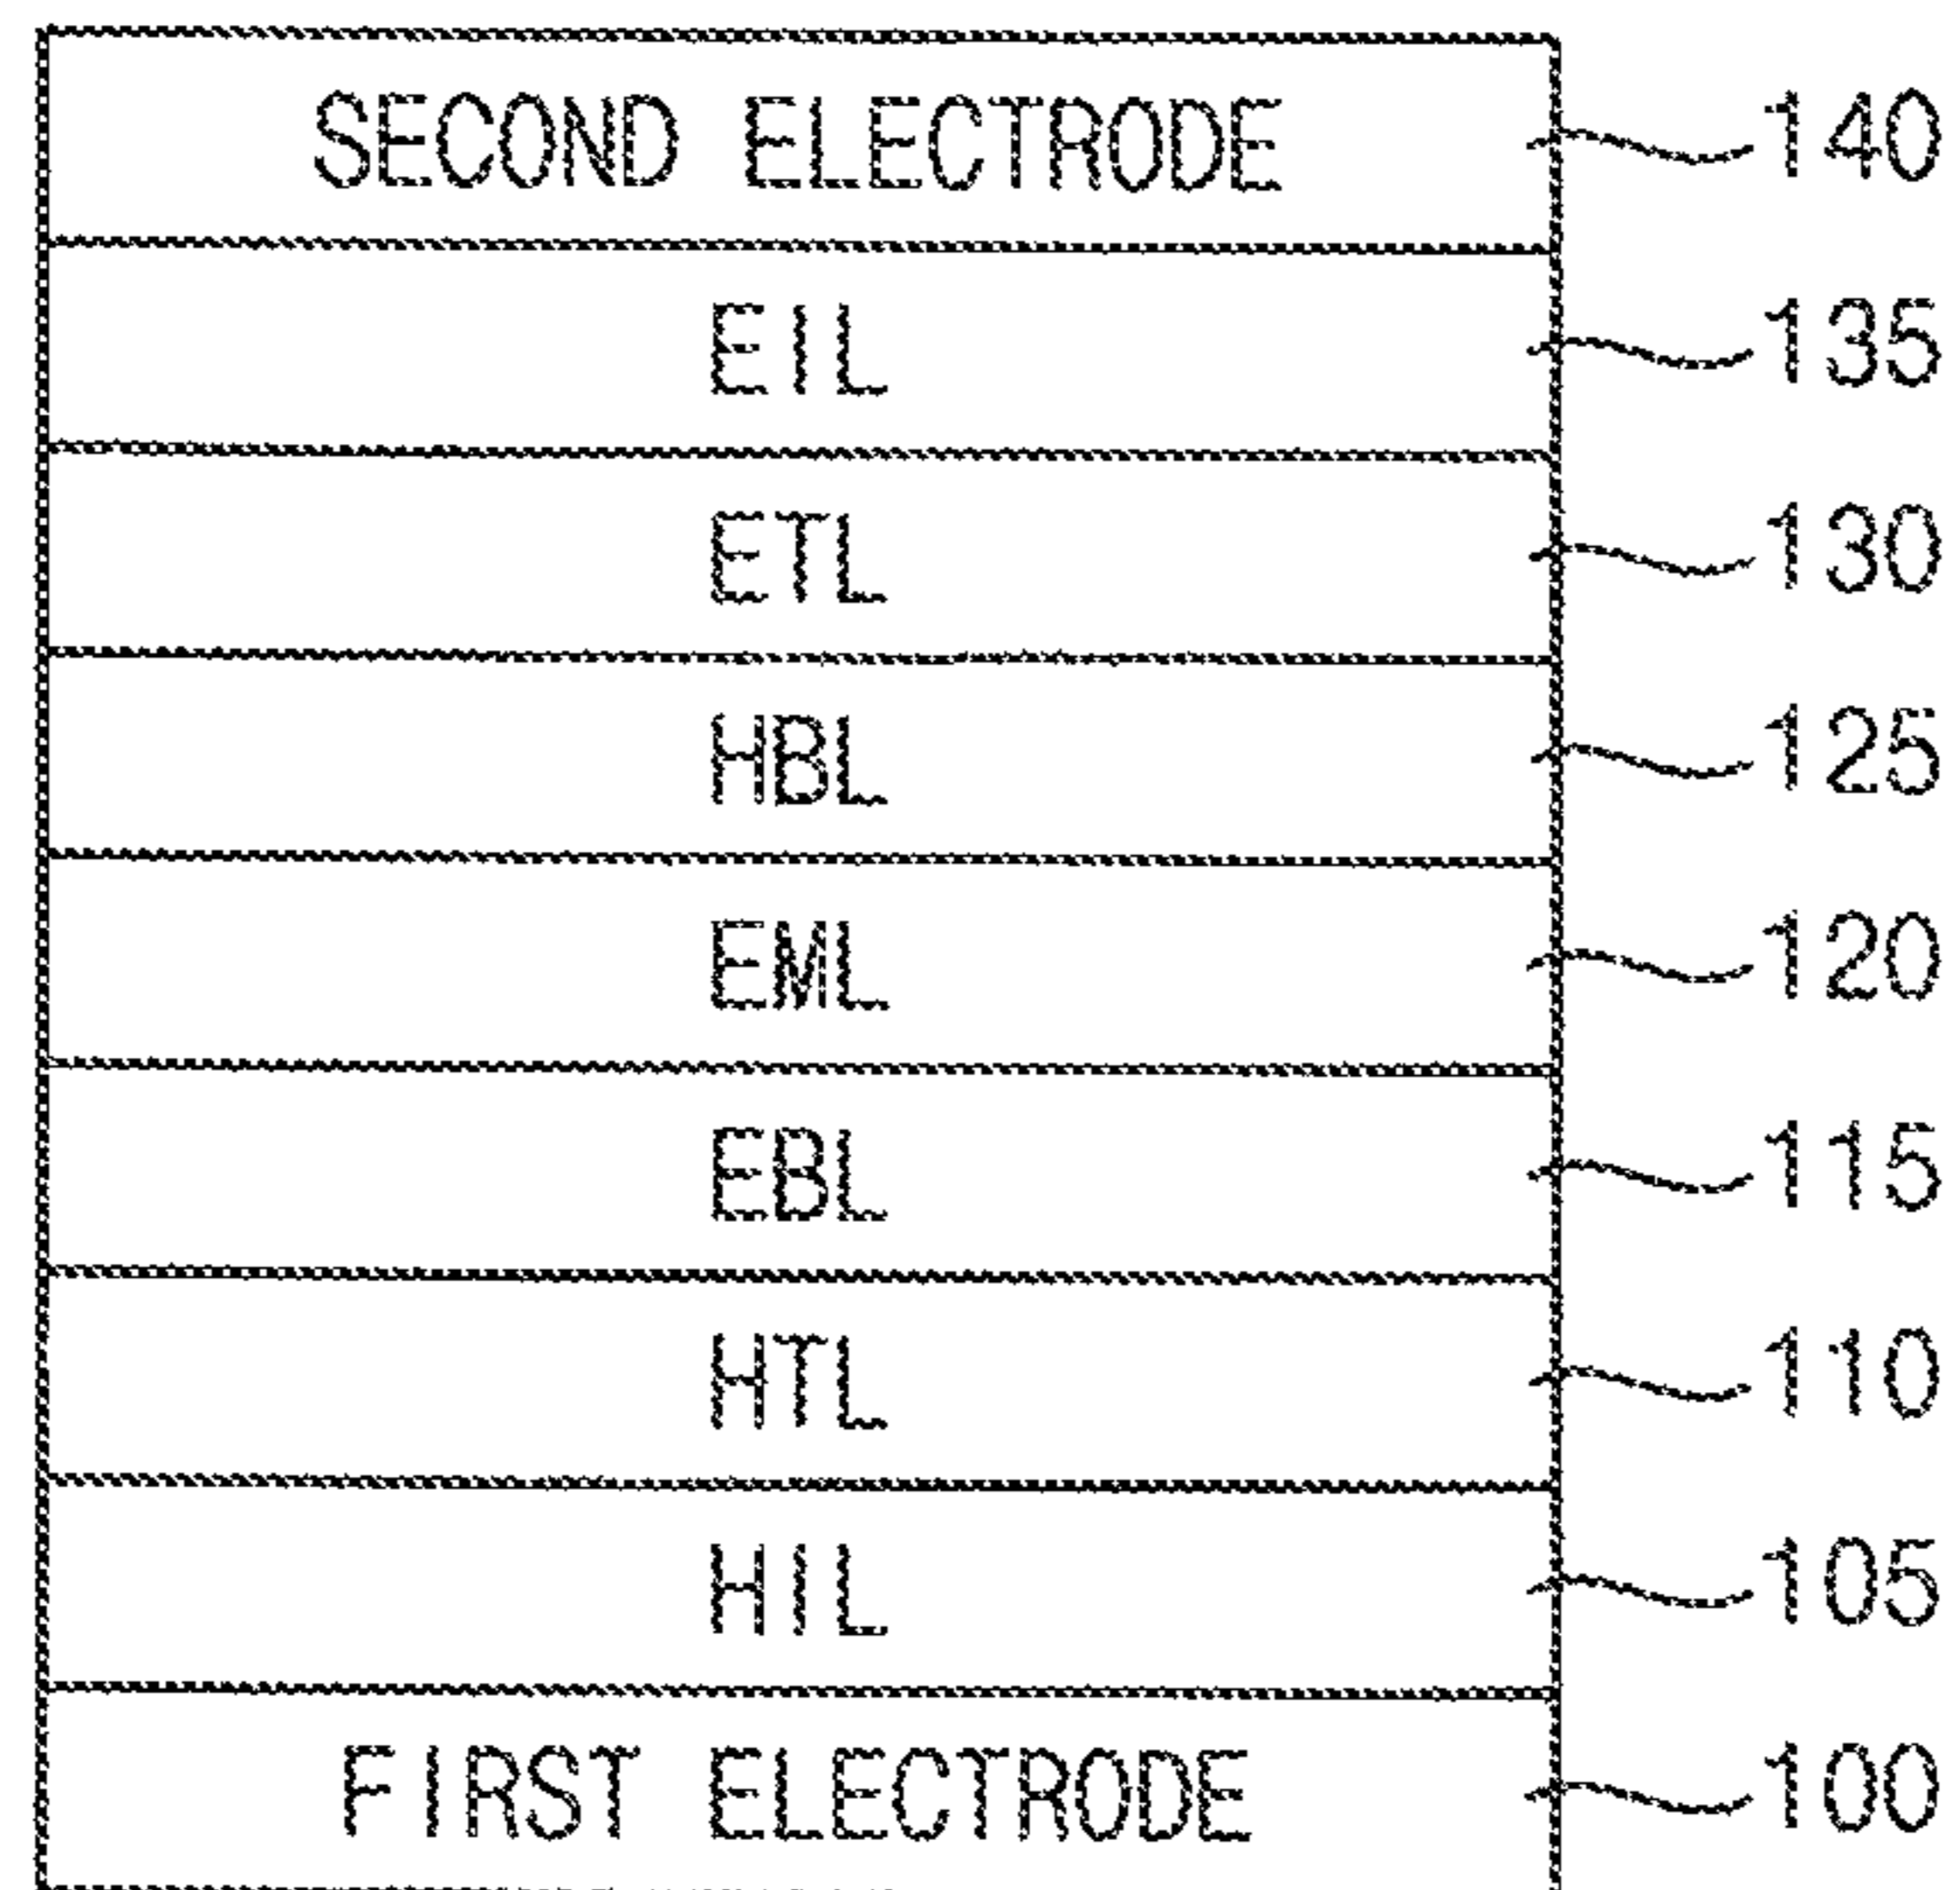 SECOND ELECTRODE 140
EIL 135
ETL 130
HBL 125
EML 120
EBL 115
HTL 110
HIL 105
FIRST ELECTRODE 100